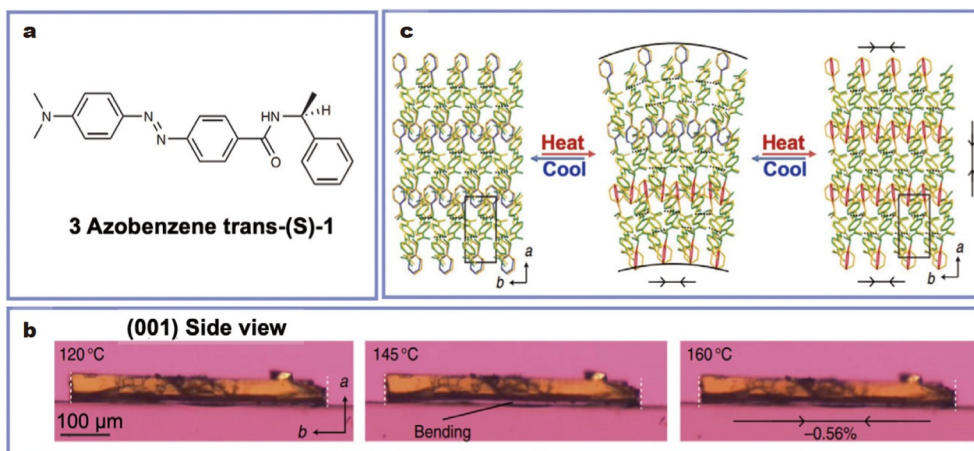 a
N
N
N
HN
O
H
3 Azobenzene trans-(S)-1
c
Heat
Cool
Heat
Cool
a
b
a
b
b
(001) Side view
120 °C
a
b
100 µm
145 °C
Bending
160 °C
−0.56%